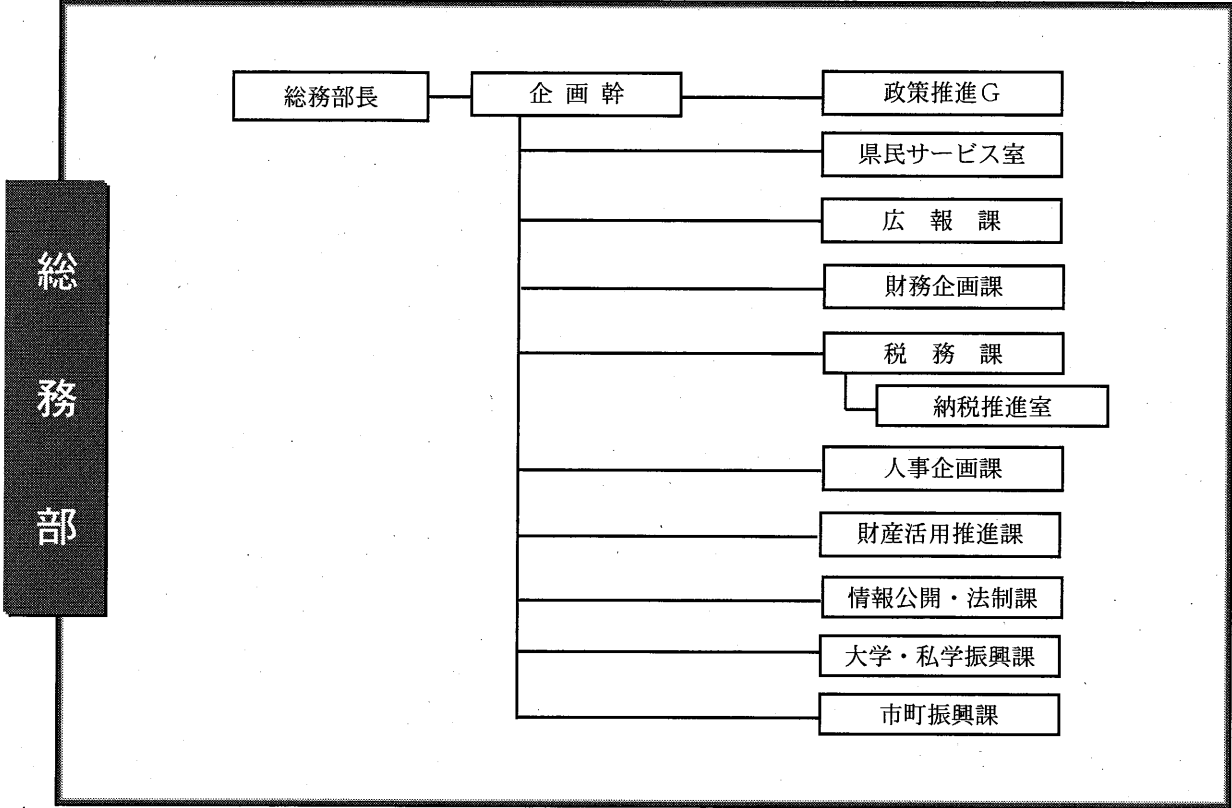 総務部
総務部長
企画幹
政策推進G
県民サービス室
広報課
財務企画課
税務課
納税推進室
人事企画課
財産活用推進課
情報公開・法制課
大学・私学振興課
市町振興課